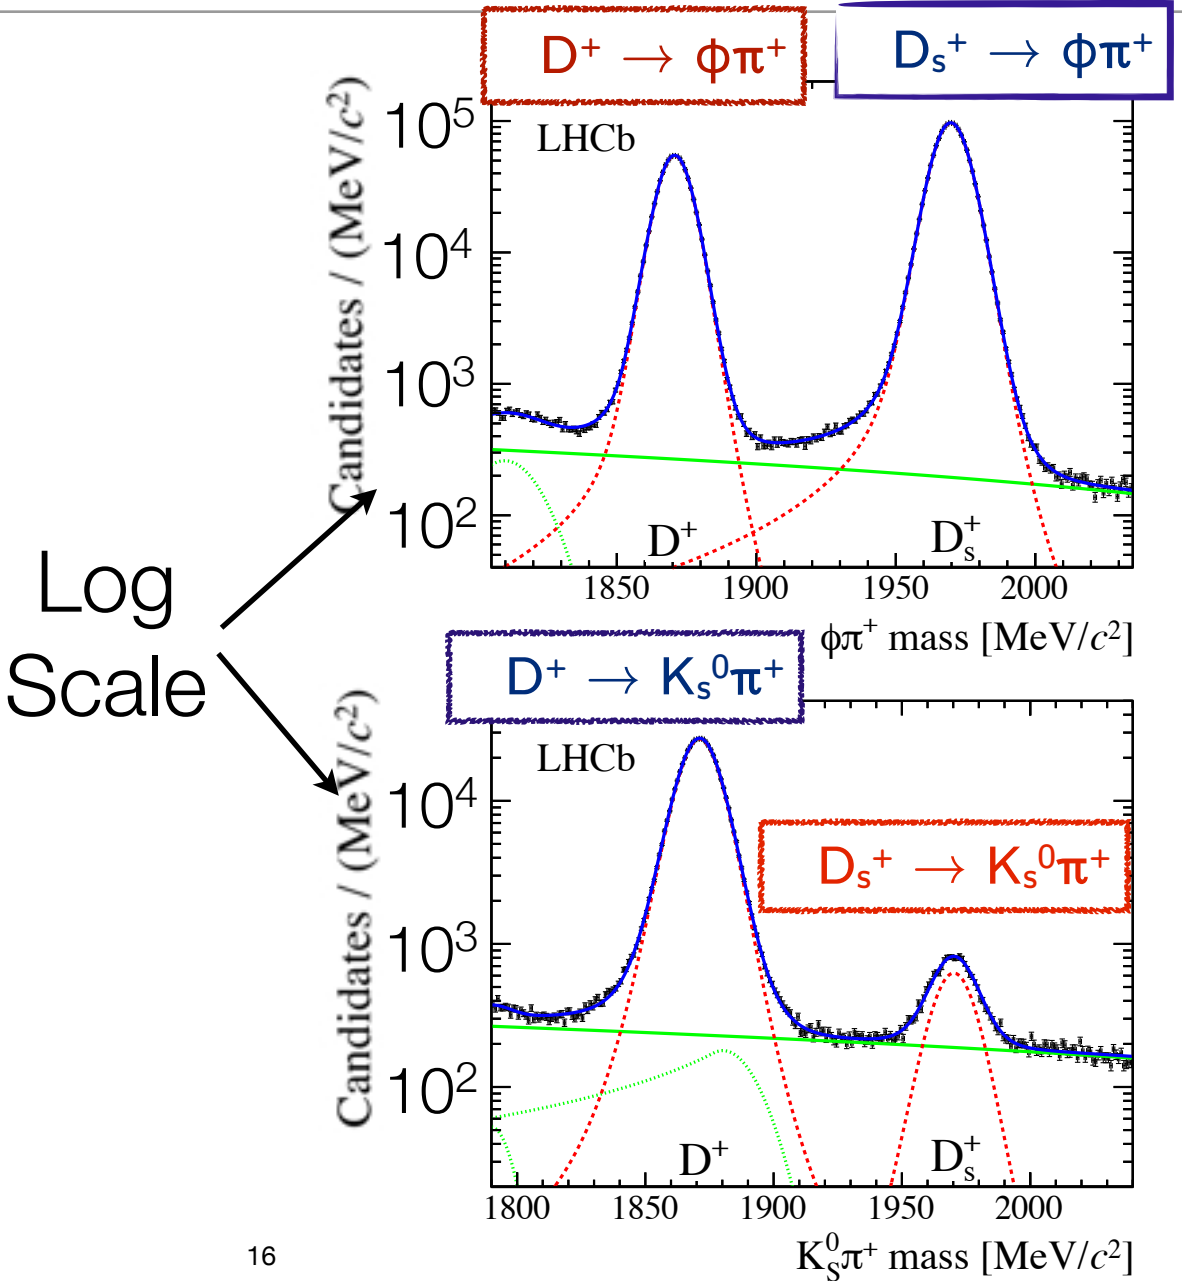 D⁺ → ϕπ⁺
Dₛ⁺ → ϕπ⁺
Candidates / (MeV/c²)
10⁵
10⁴
10³
10²
LHCb
D⁺
Dₛ⁺
1850 1900 1950 2000
ϕπ⁺ mass [MeV/c²]
Log
Scale
D⁺ → Kₛ⁰π⁺
Candidates / (MeV/c²)
10⁴
10³
10²
LHCb
Dₛ⁺ → Kₛ⁰π⁺
D⁺
Dₛ⁺
1800 1850 1900 1950 2000
K_S⁰π⁺ mass [MeV/c²]
16